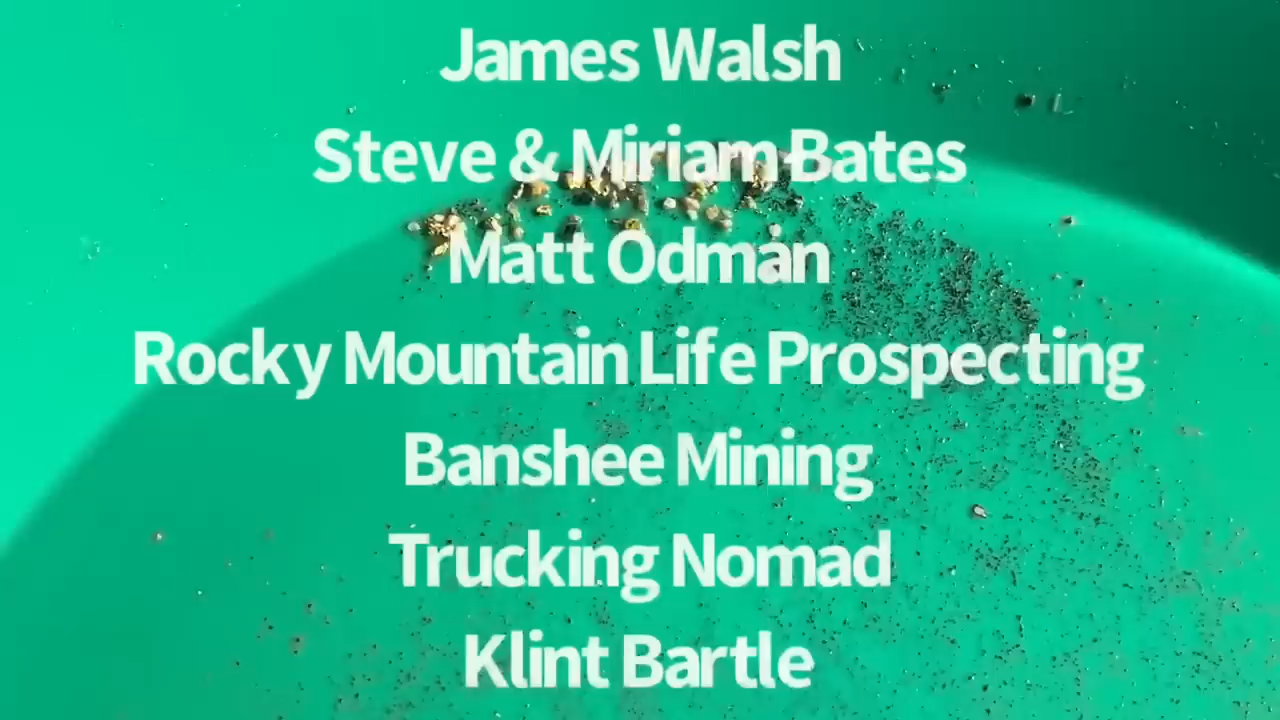 James Walsh
Steve & Miriam Bates
Matt Odman
Rocky Mountain Life Prospecting
Banshee Mining
Trucking Nomad
Klint Bartle